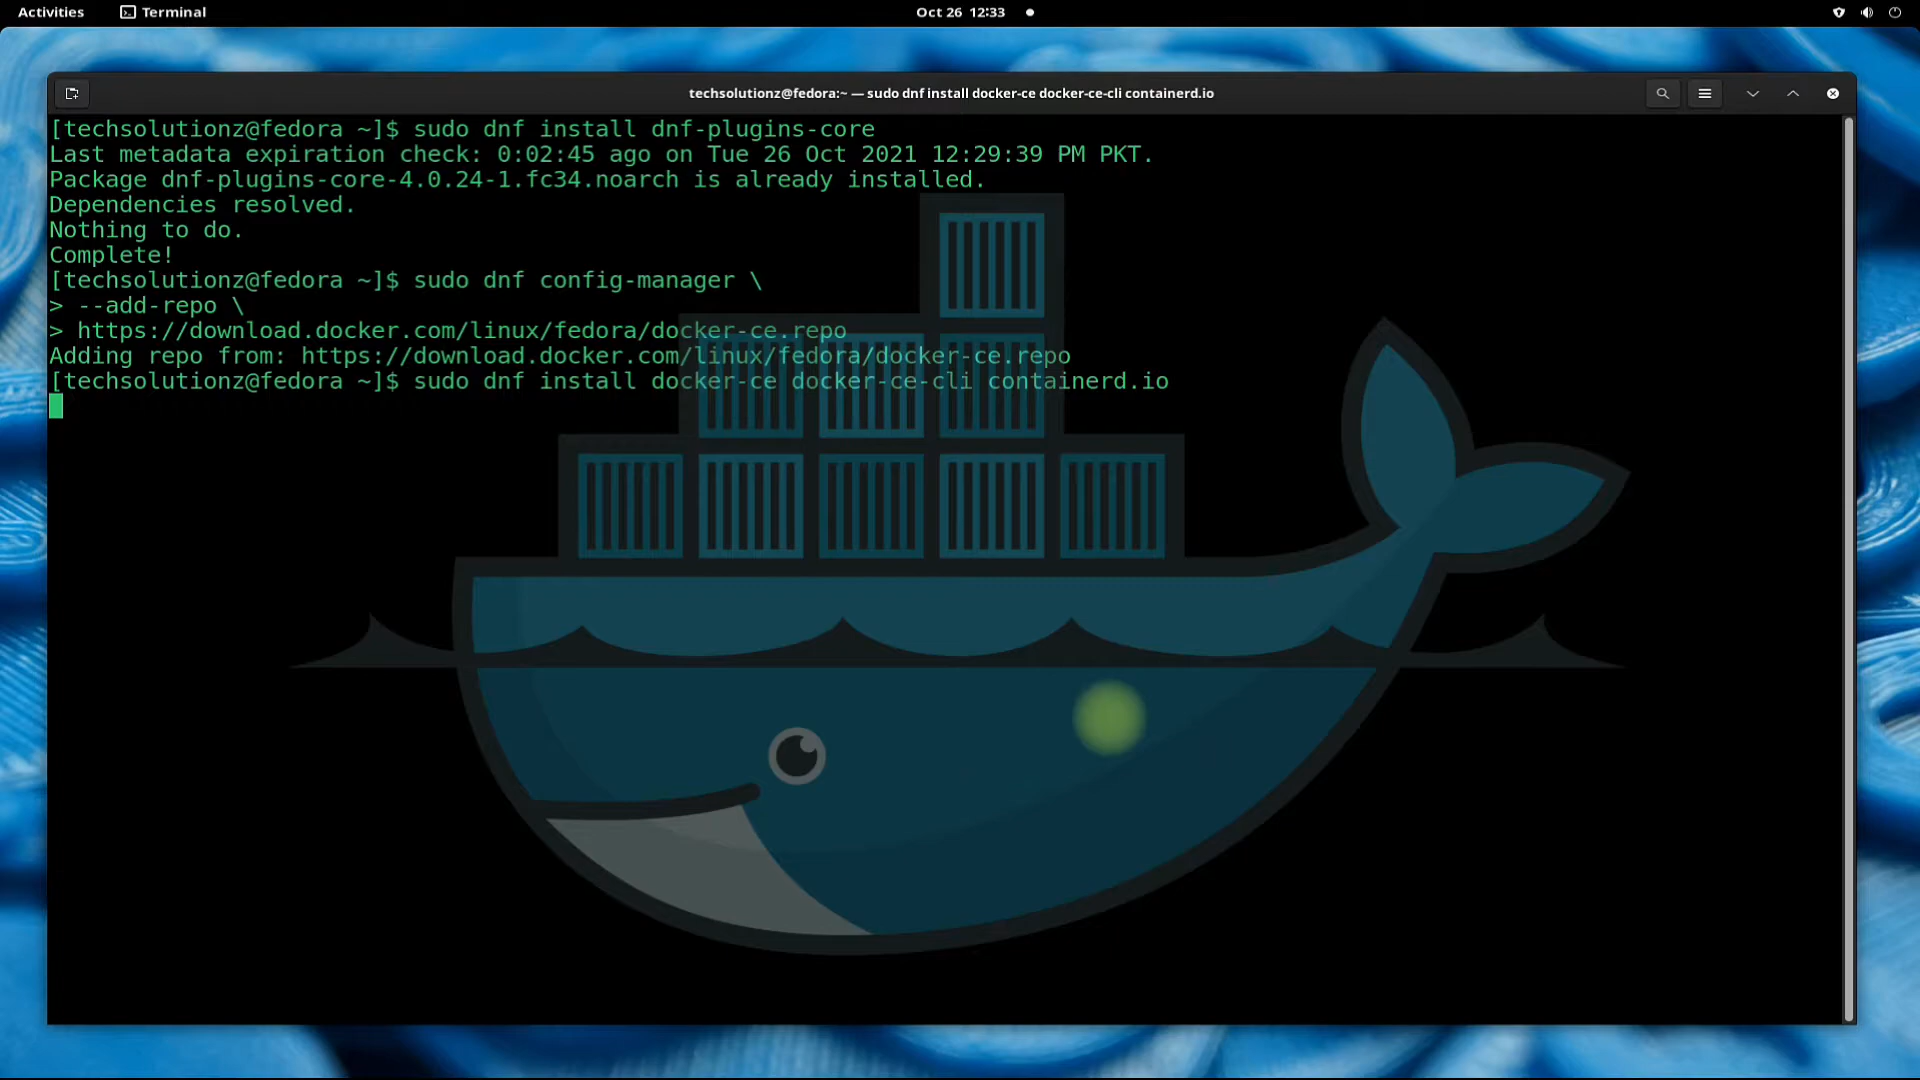 Activities
Terminal
Oct 26 12:33
techsolutionz@fedora:~ — sudo dnf install docker-ce docker-ce-cli containerd.io
[techsolutionz@fedora ~]$ sudo dnf install dnf-plugins-core
Last metadata expiration check: 0:02:45 ago on Tue 26 Oct 2021 12:29:39 PM PKT.
Package dnf-plugins-core-4.0.24-1.fc34.noarch is already installed.
Dependencies resolved.
Nothing to do.
Complete!
[techsolutionz@fedora ~]$ sudo dnf config-manager \
> --add-repo \
> https://download.docker.com/linux/fedora/docker-ce.repo
Adding repo from: https://download.docker.com/linux/fedora/docker-ce.repo
[techsolutionz@fedora ~]$ sudo dnf install docker-ce docker-ce-cli containerd.io